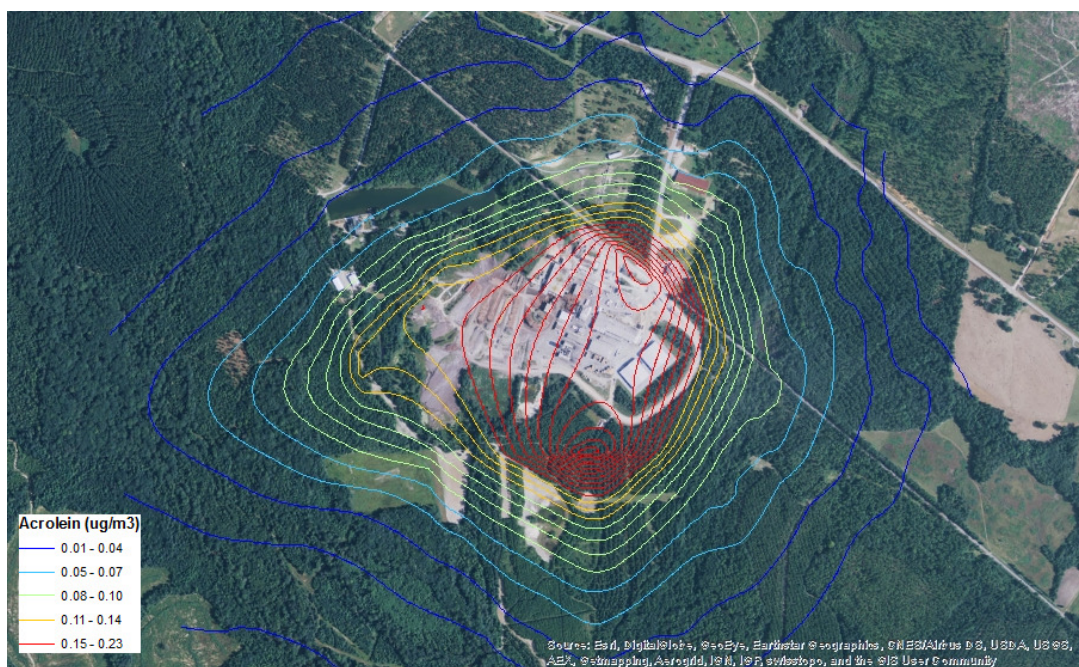 Acrolein (ug/m3)
0.01 - 0.04
0.05 - 0.07
0.08 - 0.10
0.11 - 0.14
0.15 - 0.23
Source: Esri, DigitalGlobe, GeoEye, Earthstar Geographics, CNES/Airbus DS, USDA, USGS,
AEX, Getmapping, Aerogrid, IGN, IGP, swisstopo, and the GIS User Community